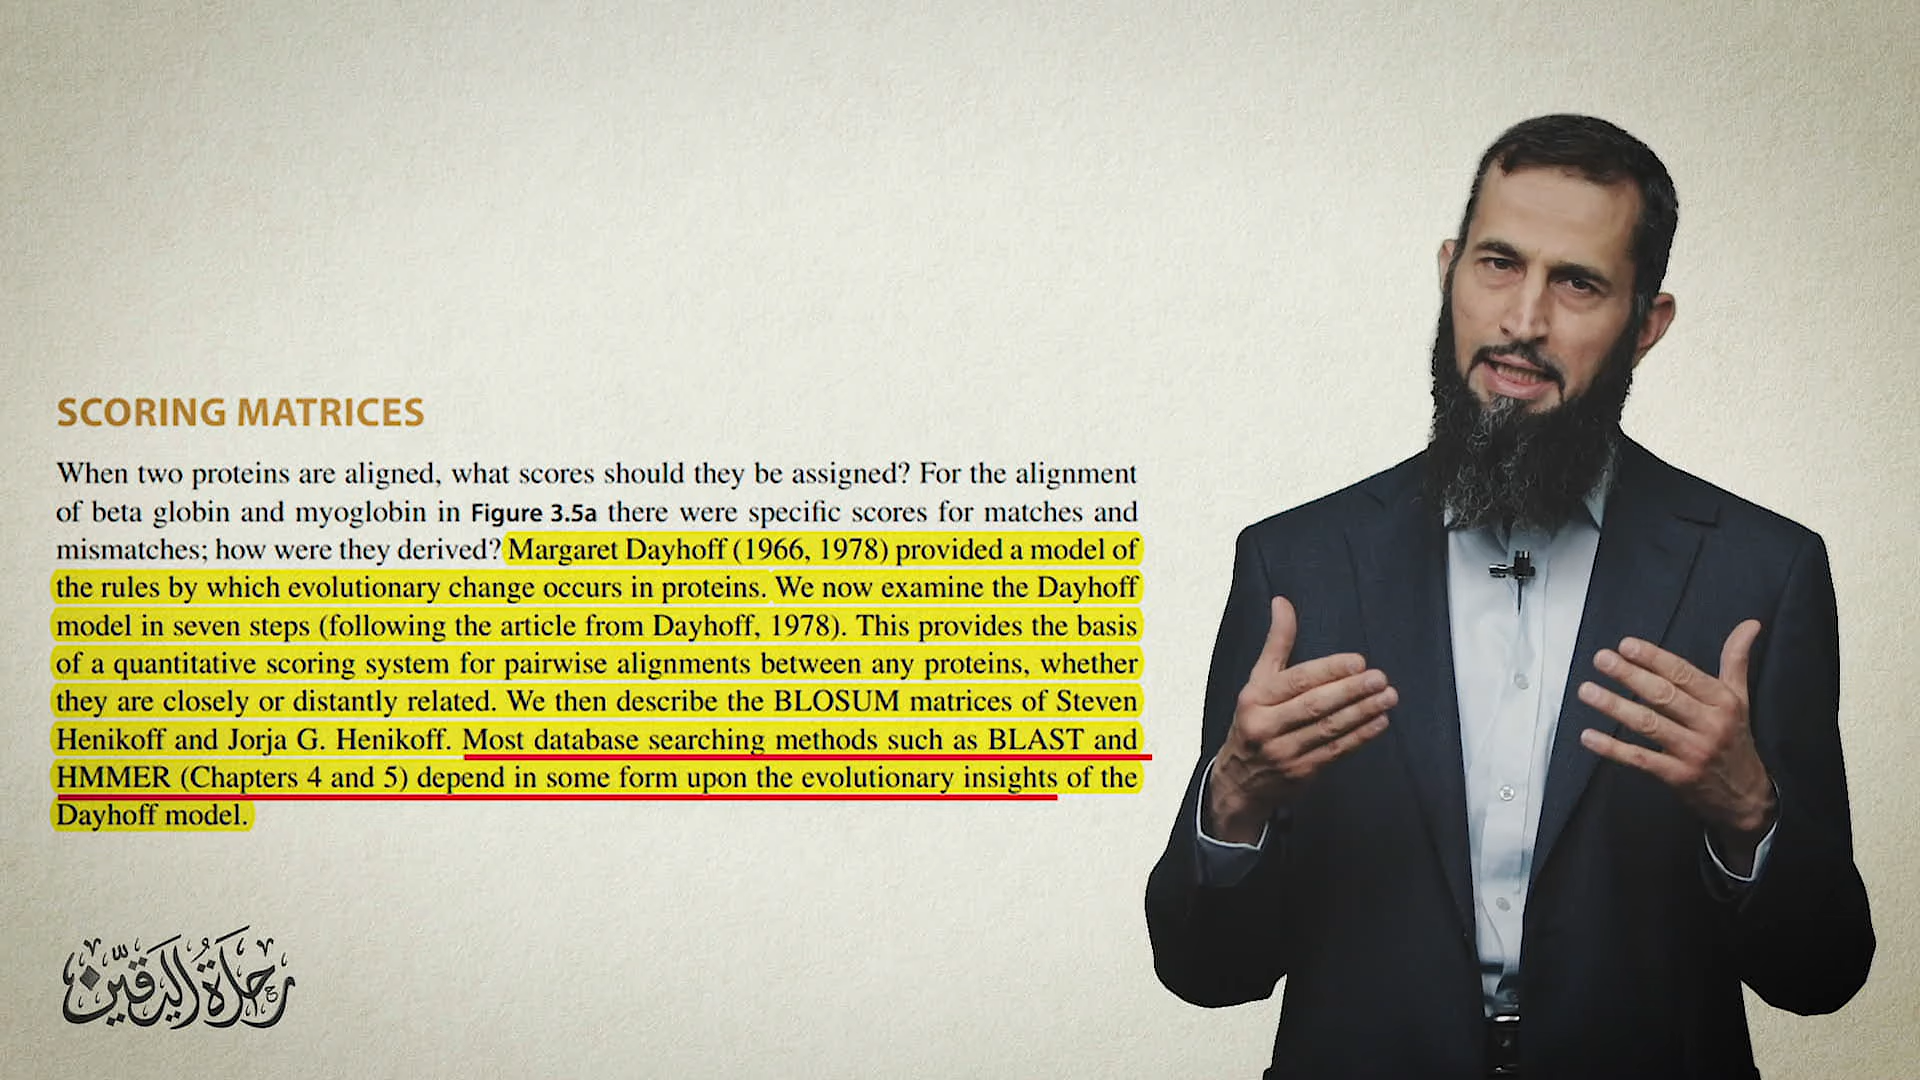 SCORING MATRICES
When two proteins are aligned, what scores should they be assigned? For the alignment
of beta globin and myoglobin in Figure 3.5a there were specific scores for matches and
mismatches; how were they derived? Margaret Dayhoff (1966, 1978) provided a model of
the rules by which evolutionary change occurs in proteins. We now examine the Dayhoff
model in seven steps (following the article from Dayhoff, 1978). This provides the basis
of a quantitative scoring system for pairwise alignments between any proteins, whether
they are closely or distantly related. We then describe the BLOSUM matrices of Steven
Henikoff and Jorja G. Henikoff. Most database searching methods such as BLAST and
HMMER (Chapters 4 and 5) depend in some form upon the evolutionary insights of the
Dayhoff model.
رحلة اليقين